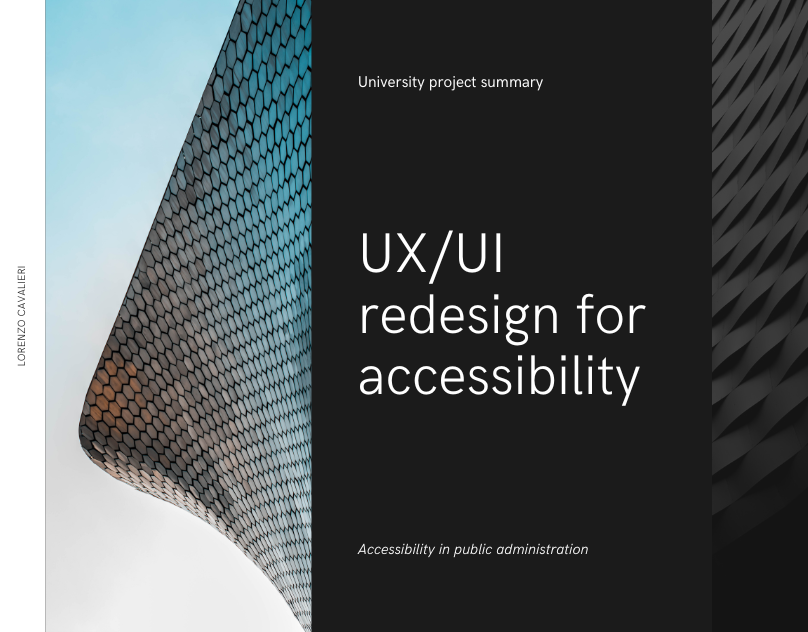 LORENZO CAVALIERI
University project summary
UX/UI
redesign for
accessibility
Accessibility in public administration